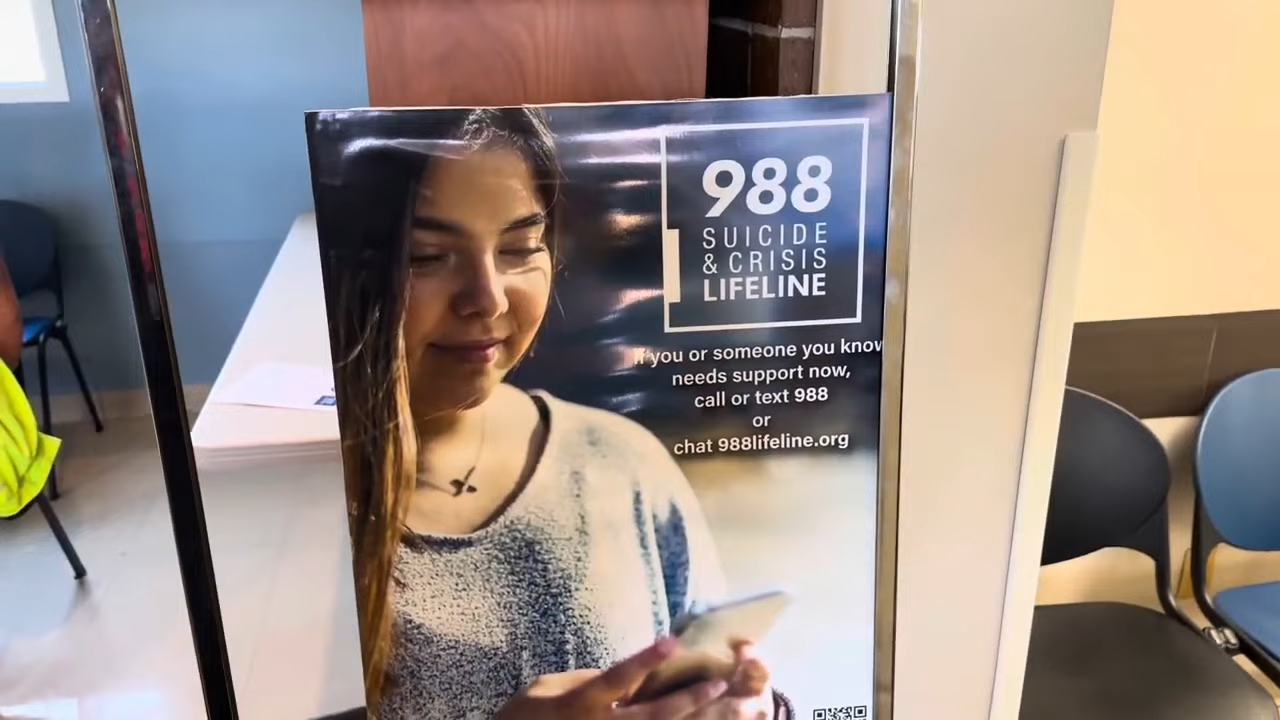 988
SUICIDE
& CRISIS
LIFELINE
If you or someone you know
needs support now,
call or text 988
or
chat 988lifeline.org